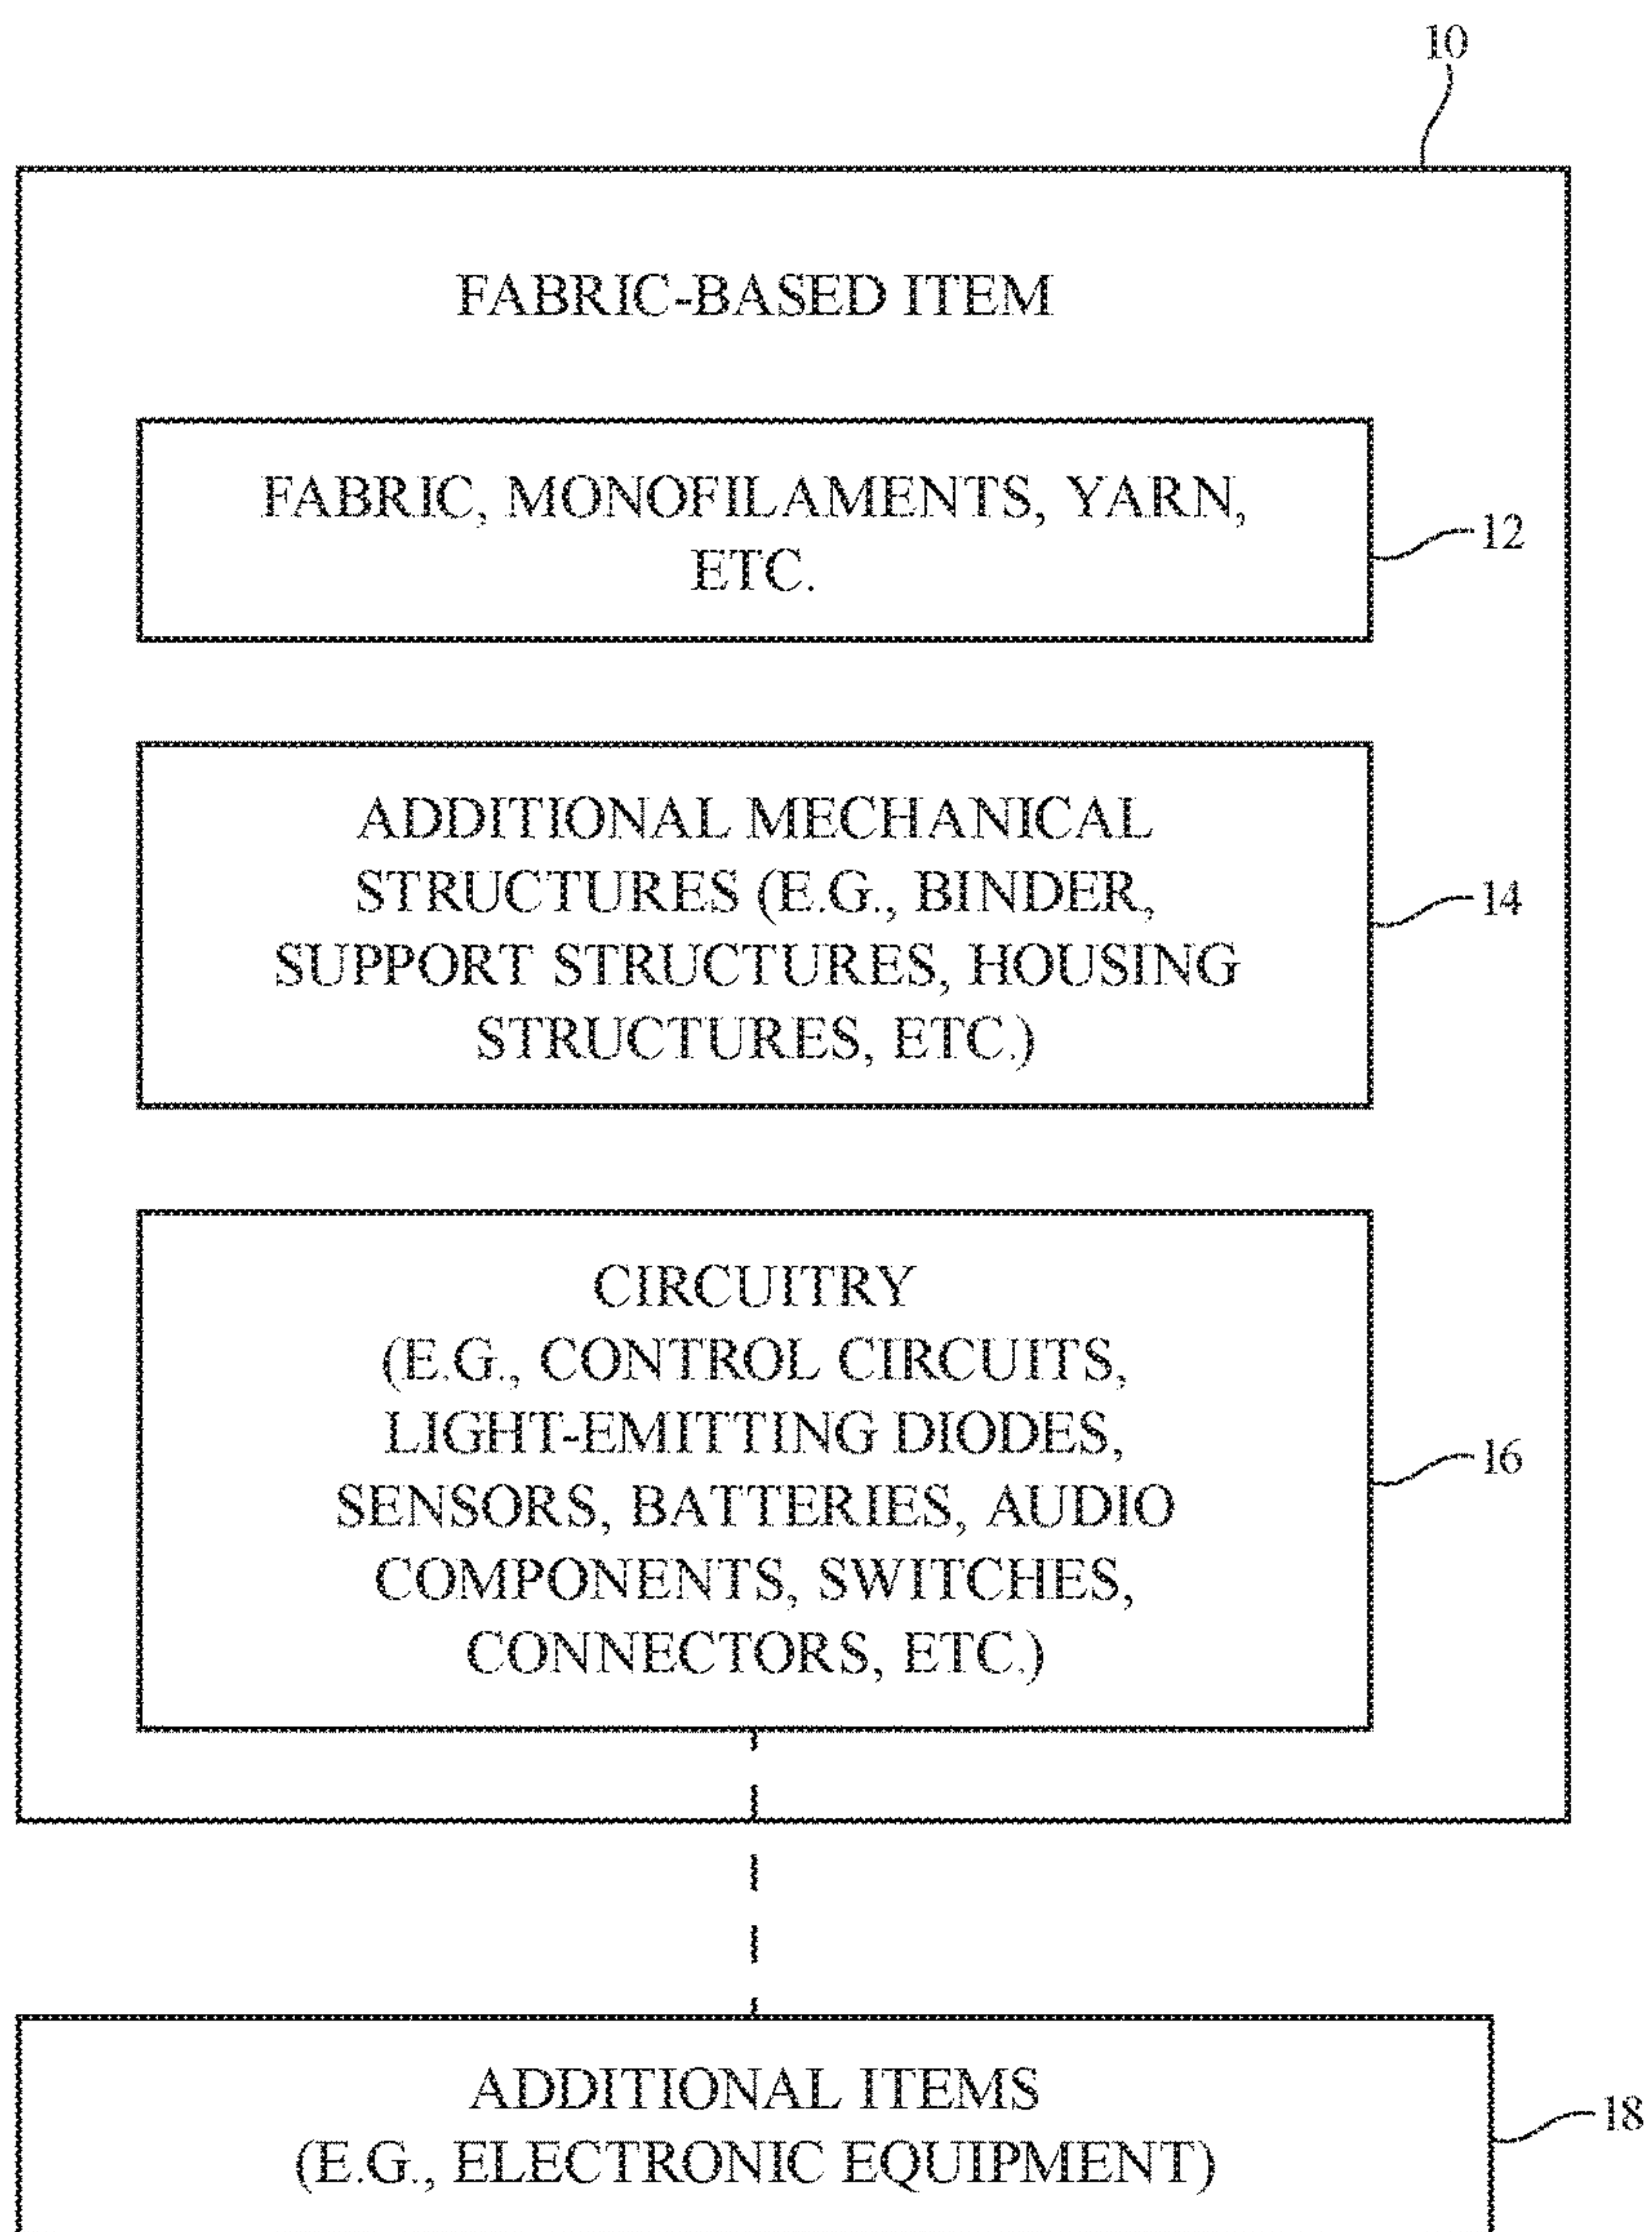 10
FABRIC-BASED ITEM
FABRIC, MONOFILAMENTS, YARN,
ETC.
12
ADDITIONAL MECHANICAL
STRUCTURES (E.G., BINDER,
SUPPORT STRUCTURES, HOUSING
STRUCTURES, ETC.)
14
CIRCUITRY
(E.G., CONTROL CIRCUITS,
LIGHT-EMITTING DIODES,
SENSORS, BATTERIES, AUDIO
COMPONENTS, SWITCHES,
CONNECTORS, ETC.)
16
ADDITIONAL ITEMS
(E.G., ELECTRONIC EQUIPMENT)
18